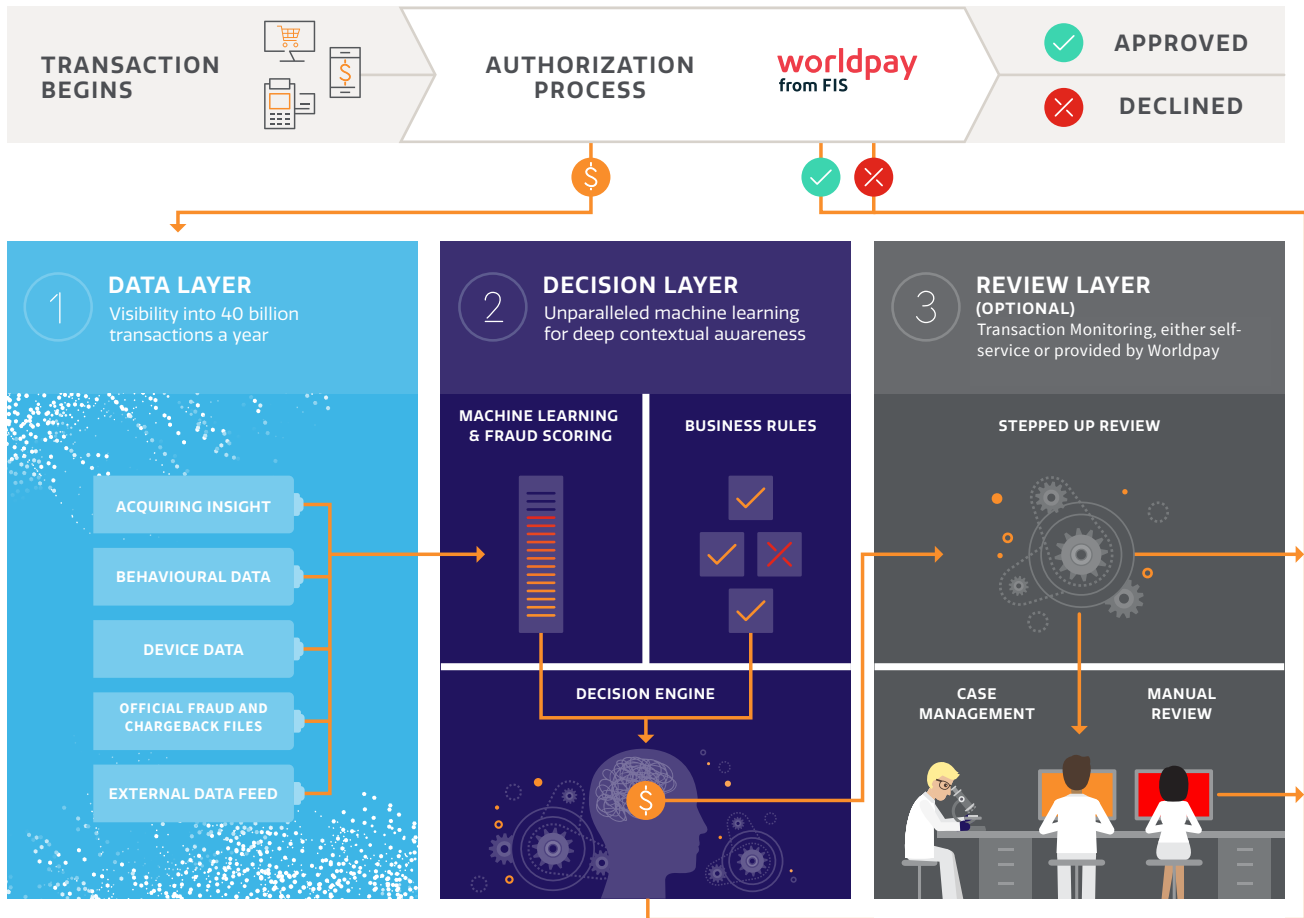 TRANSACTION
BEGINS
$
AUTHORIZATION
PROCESS
worldpay
from FIS
APPROVED
DECLINED
$
1
DATA LAYER
Visibility into 40 billion
transactions a year
ACQUIRING INSIGHT
BEHAVIOURAL DATA
DEVICE DATA
OFFICIAL FRAUD AND
CHARGEBACK FILES
EXTERNAL DATA FEED
2
DECISION LAYER
Unparalleled machine learning
for deep contextual awareness
MACHINE LEARNING
& FRAUD SCORING
BUSINESS RULES
DECISION ENGINE
$
3
REVIEW LAYER
(OPTIONAL)
Transaction Monitoring, either self-
service or provided by Worldpay
STEPPED UP REVIEW
CASE
MANAGEMENT
MANUAL
REVIEW